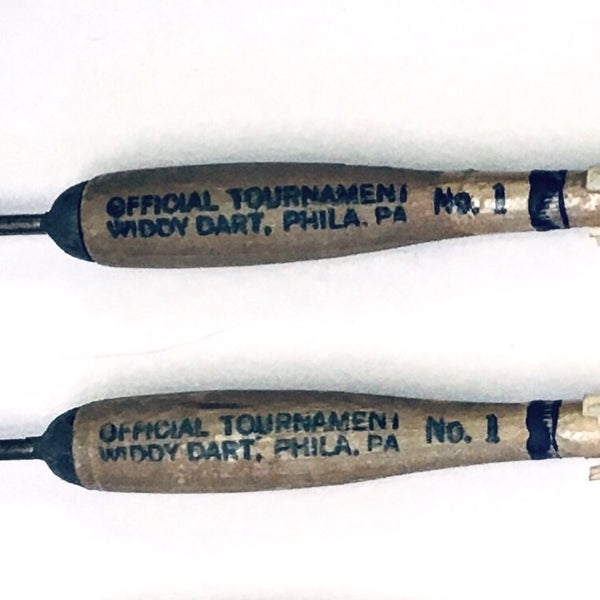 OFFICIAL TOURNAMENT No. 1
WIDDY DART, PHILA. PA
OFFICIAL TOURNAMENT No. 1
WIDDY DART, PHILA. PA